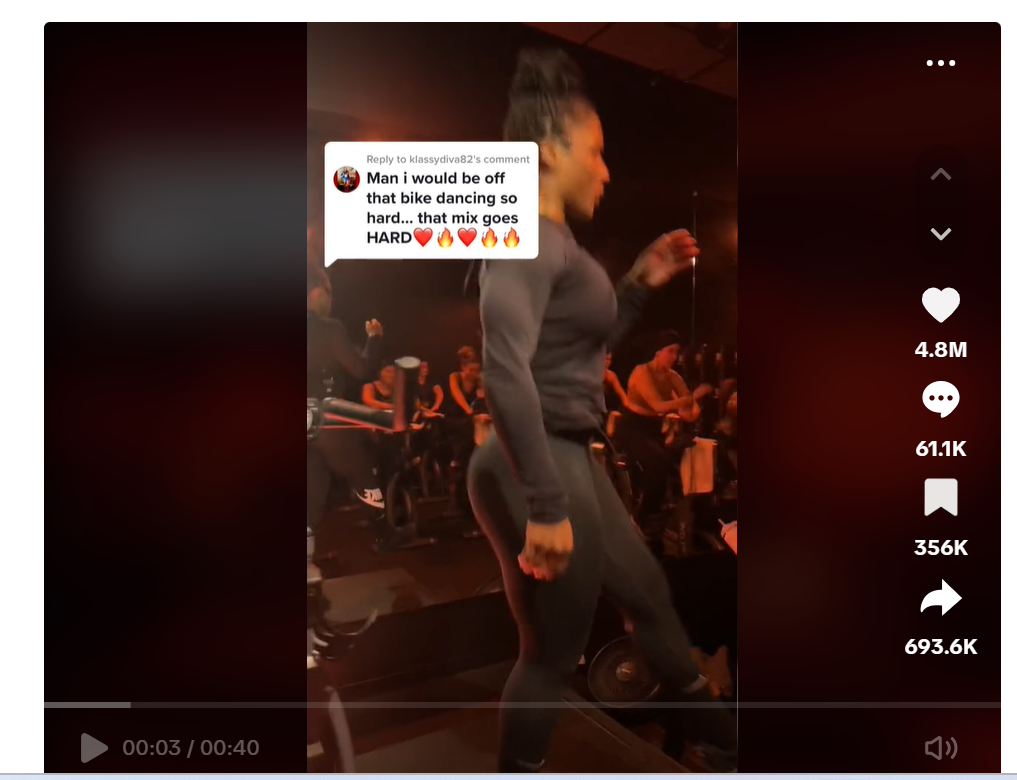 Reply to klassydiva82's comment
Man i would be off
that bike dancing so
hard... that mix goes
HARD❤️🔥❤️🔥🔥
4.8M
61.1K
356K
693.6K
NIKE
00:03 / 00:40